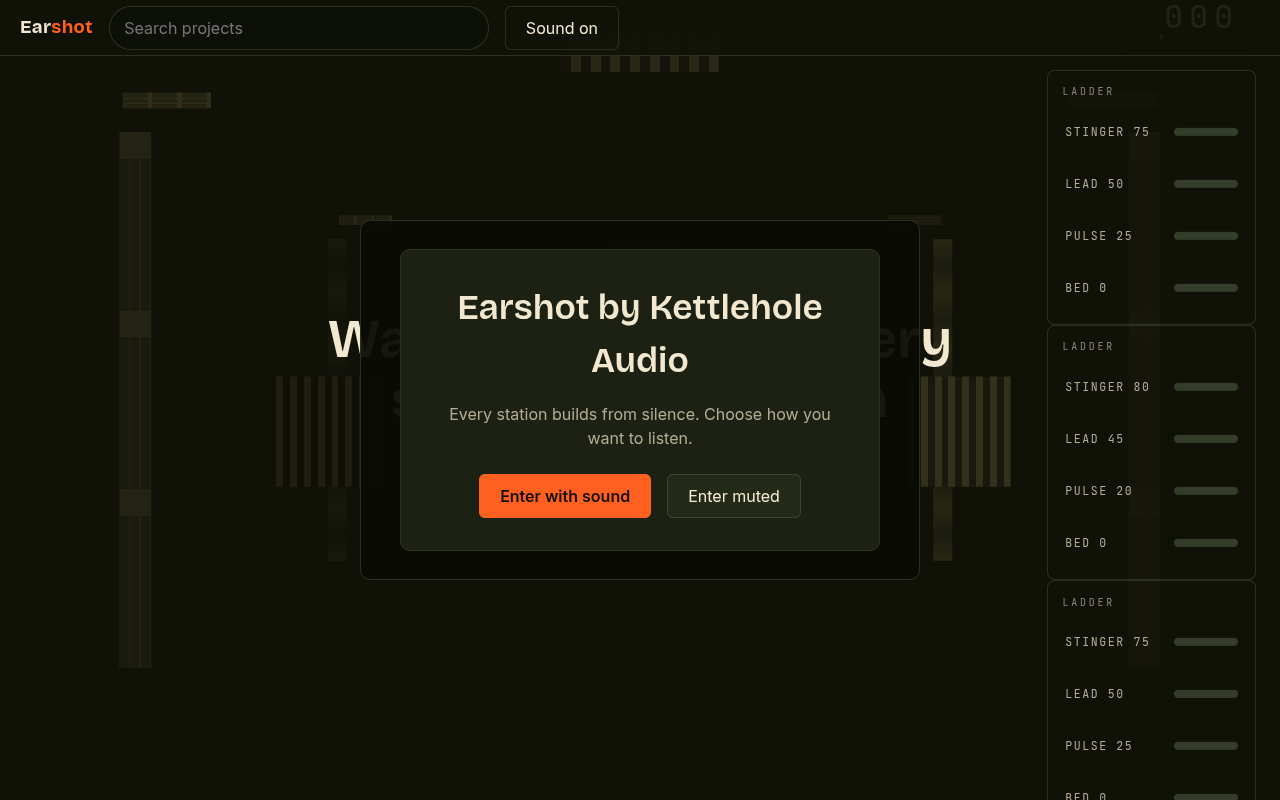 Earshot
Search projects
Sound on
000
LADDER
STINGER 75
LEAD 50
PULSE 25
BED 0
Earshot by Kettlehole
Audio
Every station builds from silence. Choose how you
want to listen.
Enter with sound
Enter muted
LADDER
STINGER 80
LEAD 45
PULSE 20
BED 0
LADDER
STINGER 75
LEAD 50
PULSE 25
BED 0